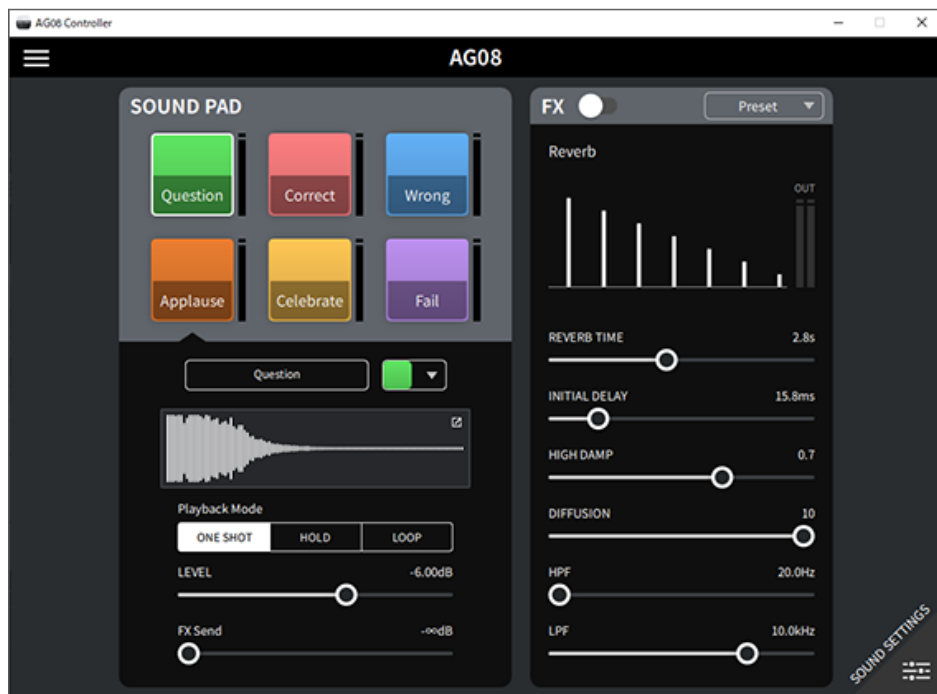 AG08 Controller
AG08
SOUND PAD
Question
Correct
Wrong
Applause
Celebrate
Fail
Question
Playback Mode
ONE SHOT
HOLD
LOOP
LEVEL -6.00dB
FX Send -∞dB
FX
Preset
Reverb
OUT
REVERB TIME 2.8s
INITIAL DELAY 15.8ms
HIGH DAMP 0.7
DIFFUSION 10
HPF 20.0Hz
LPF 10.0kHz
SOUND SETTINGS